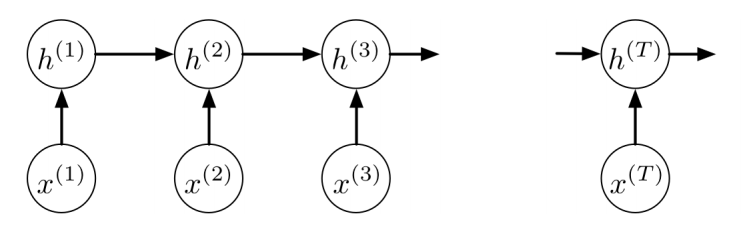 h^{(1)} h^{(2)} h^{(3)} h^{(T)}
x^{(1)} x^{(2)} x^{(3)} x^{(T)}